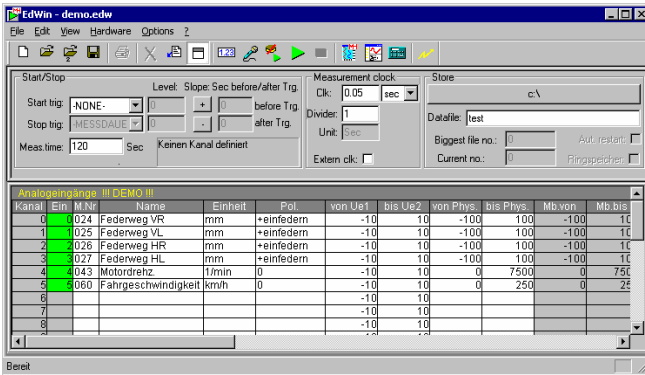 EdWin - demo.edw
File Edit View Hardware Options ?
123
Start/Stop
Level: Slope: Sec before/after Trg.
Start trig: -NONE- 0 + 0 before Trg.
Stop trig: -MESSDAUE 0 - 0 after Trg.
Meas.time: 120 Sec Keinen Kanal definiert
Measurement clock
Clk: 0.05 sec
Divider: 1
Unit: Sec
Extern clk:
Store
c:\
Datafile: test
Biggest file no.: 0 Aut. restart:
Current no.: 0 Ringspeicher:
Analogeingänge !!! DEMO !!!
Kanal Ein M.Nr Name Einheit Pol. von Ue1 bis Ue2 von Phys. bis Phys. Mb.von Mb.bis
0 0 024 Federweg VR mm +einfedern -10 10 -100 100 -100 10
1 1 025 Federweg VL mm +einfedern -10 10 -100 100 -100 10
2 2 026 Federweg HR mm +einfedern -10 10 -100 100 -100 10
3 3 027 Federweg HL mm +einfedern -10 10 -100 100 -100 10
4 4 043 Motordrehz. 1/min 0 -10 10 0 7500 0 750
5 5 060 Fahrgeschwindigkeit km/h 0 -10 10 0 250 0 25
6 -10 10
7 -10 10
8 -10 10
Bereit